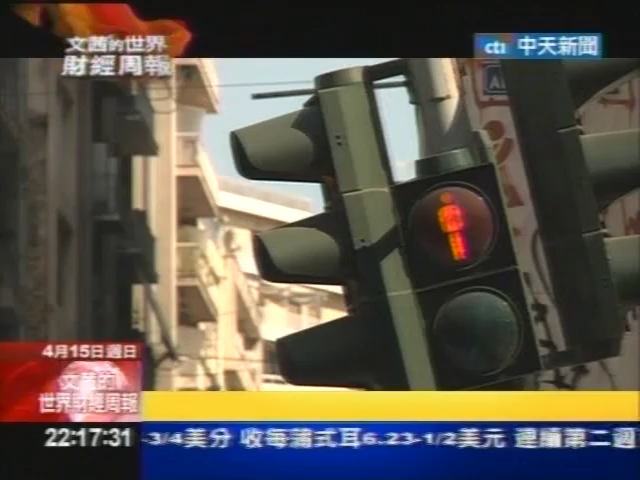 文茜的世界
財經周報
cti 中天新聞
4月15日週日
文茜的
世界財經周報
22:17:31
-3/4美分 收每蒲式耳6.23-1/2美元 連續第二週